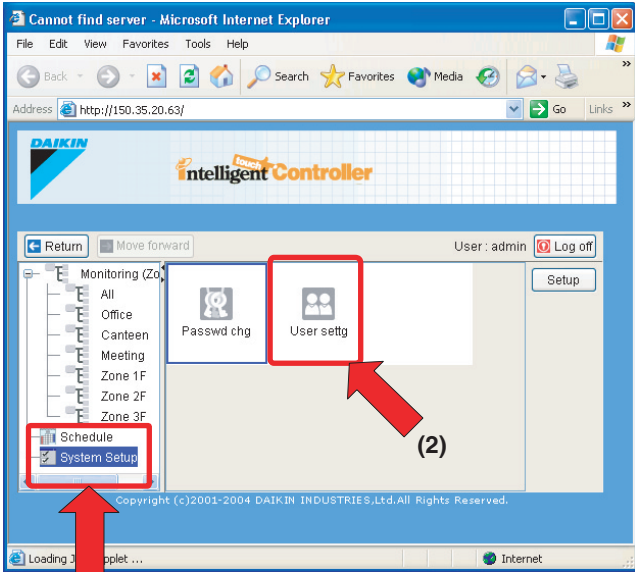 Cannot find server - Microsoft Internet Explorer
File Edit View Favorites Tools Help
Back Search Favorites Media »
Address http://150.35.20.63/ Go Links »
DAIKIN
intelligent touch Controller
Return Move forward User : admin Log off
Monitoring (Zo
All
Office
Canteen
Meeting
Zone 1F
Zone 2F
Zone 3F
Schedule
System Setup
Passwd chg User settg Setup
(2)
Copyright (c)2001-2004 DAIKIN INDUSTRIES,Ltd.All Rights Reserved.
Loading J pplet ... Internet